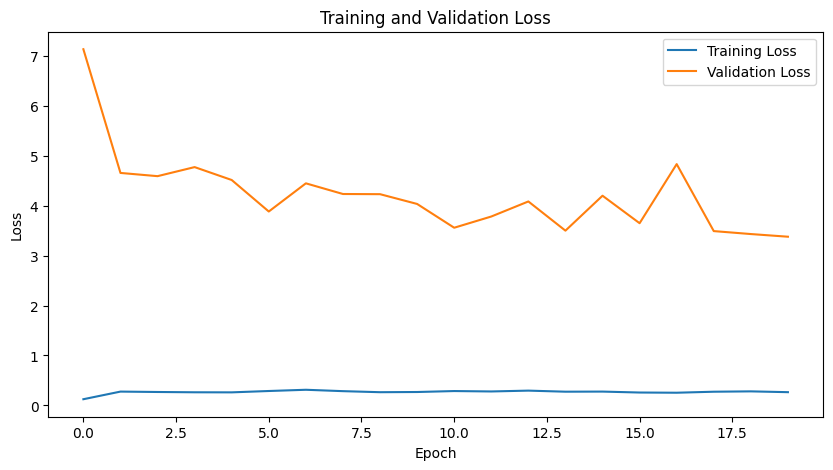 Training and Validation Loss
Training Loss
Validation Loss
Loss
7
6
5
4
3
2
1
0
0.0 2.5 5.0 7.5 10.0 12.5 15.0 17.5
Epoch